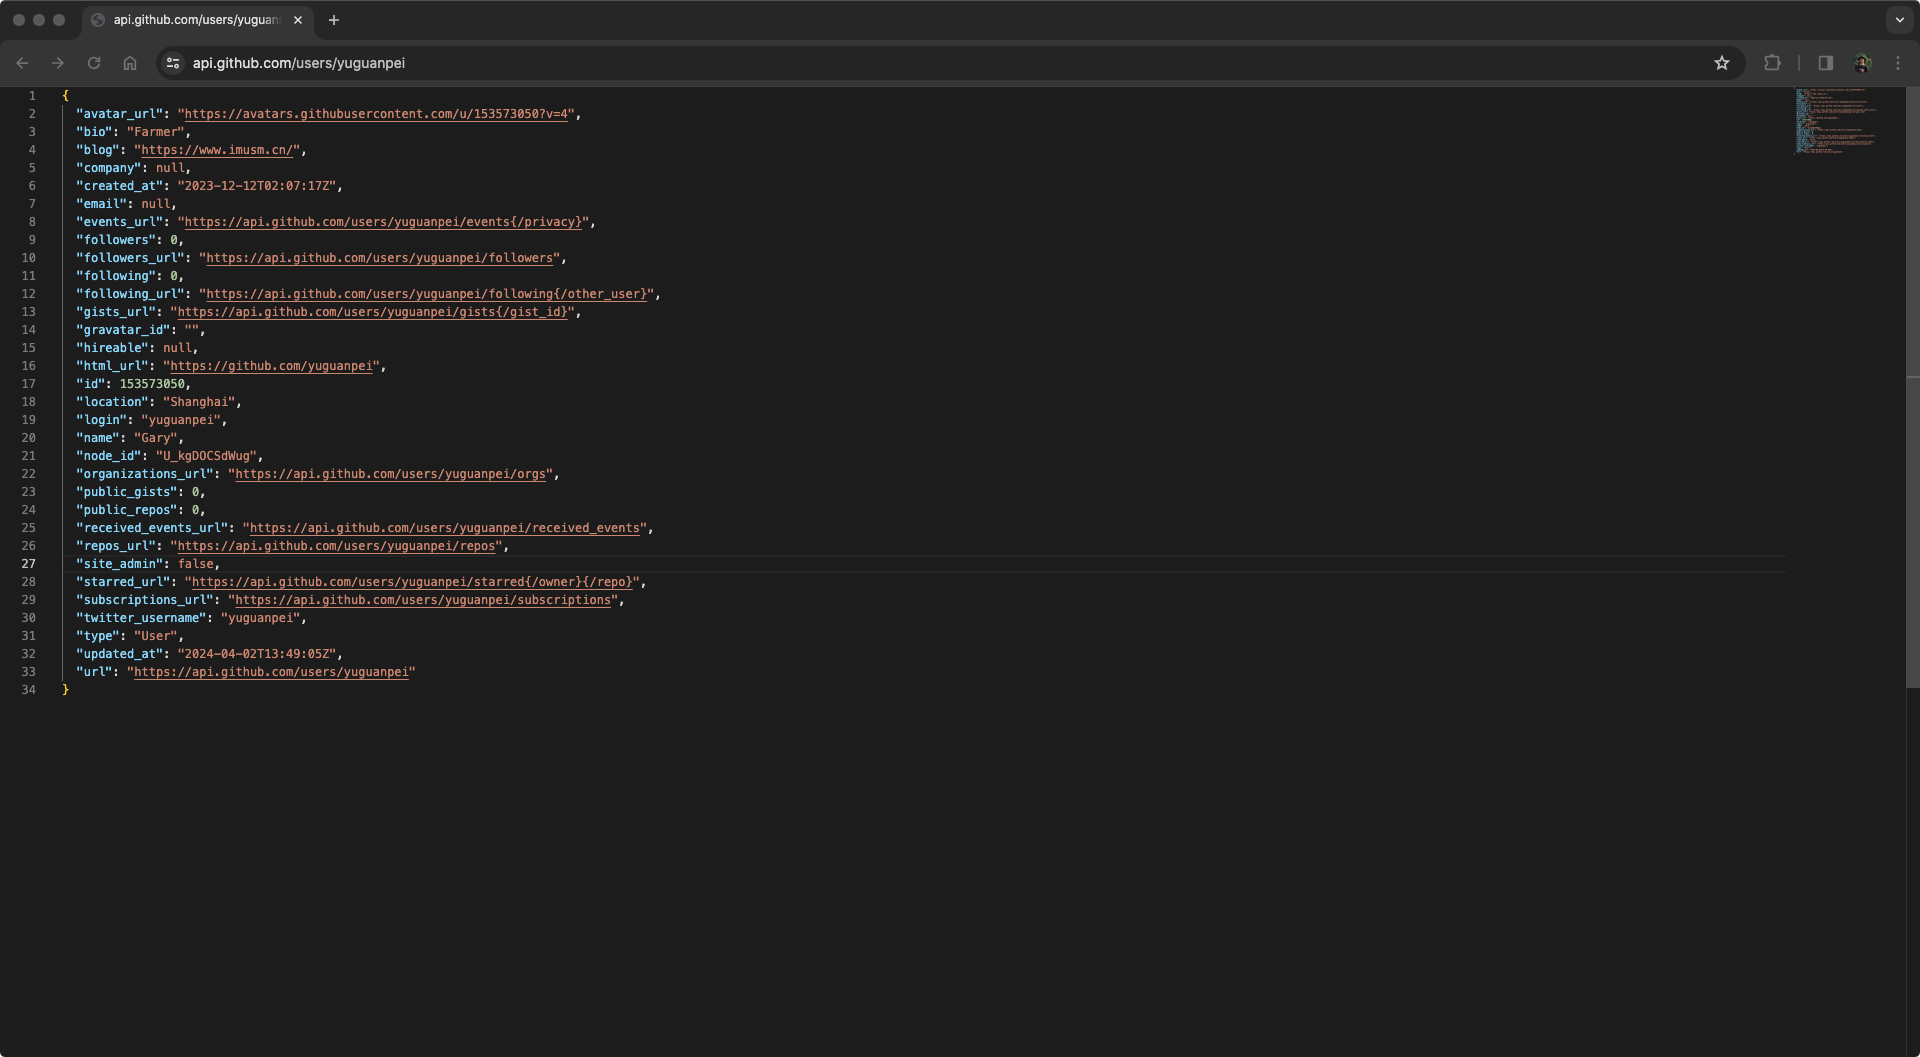 api.github.com/users/yuguan
api.github.com/users/yuguanpei
1 {
2 "avatar_url": "https://avatars.githubusercontent.com/u/153573050?v=4",
3 "bio": "Farmer",
4 "blog": "https://www.imusm.cn/",
5 "company": null,
6 "created_at": "2023-12-12T02:07:17Z",
7 "email": null,
8 "events_url": "https://api.github.com/users/yuguanpei/events{/privacy}",
9 "followers": 0,
10 "followers_url": "https://api.github.com/users/yuguanpei/followers",
11 "following": 0,
12 "following_url": "https://api.github.com/users/yuguanpei/following{/other_user}",
13 "gists_url": "https://api.github.com/users/yuguanpei/gists{/gist_id}",
14 "gravatar_id": "",
15 "hireable": null,
16 "html_url": "https://github.com/yuguanpei",
17 "id": 153573050,
18 "location": "Shanghai",
19 "login": "yuguanpei",
20 "name": "Gary",
21 "node_id": "U_kgDOCSdWug",
22 "organizations_url": "https://api.github.com/users/yuguanpei/orgs",
23 "public_gists": 0,
24 "public_repos": 0,
25 "received_events_url": "https://api.github.com/users/yuguanpei/received_events",
26 "repos_url": "https://api.github.com/users/yuguanpei/repos",
27 "site_admin": false,
28 "starred_url": "https://api.github.com/users/yuguanpei/starred{/owner}{/repo}",
29 "subscriptions_url": "https://api.github.com/users/yuguanpei/subscriptions",
30 "twitter_username": "yuguanpei",
31 "type": "User",
32 "updated_at": "2024-04-02T13:49:05Z",
33 "url": "https://api.github.com/users/yuguanpei"
34 }